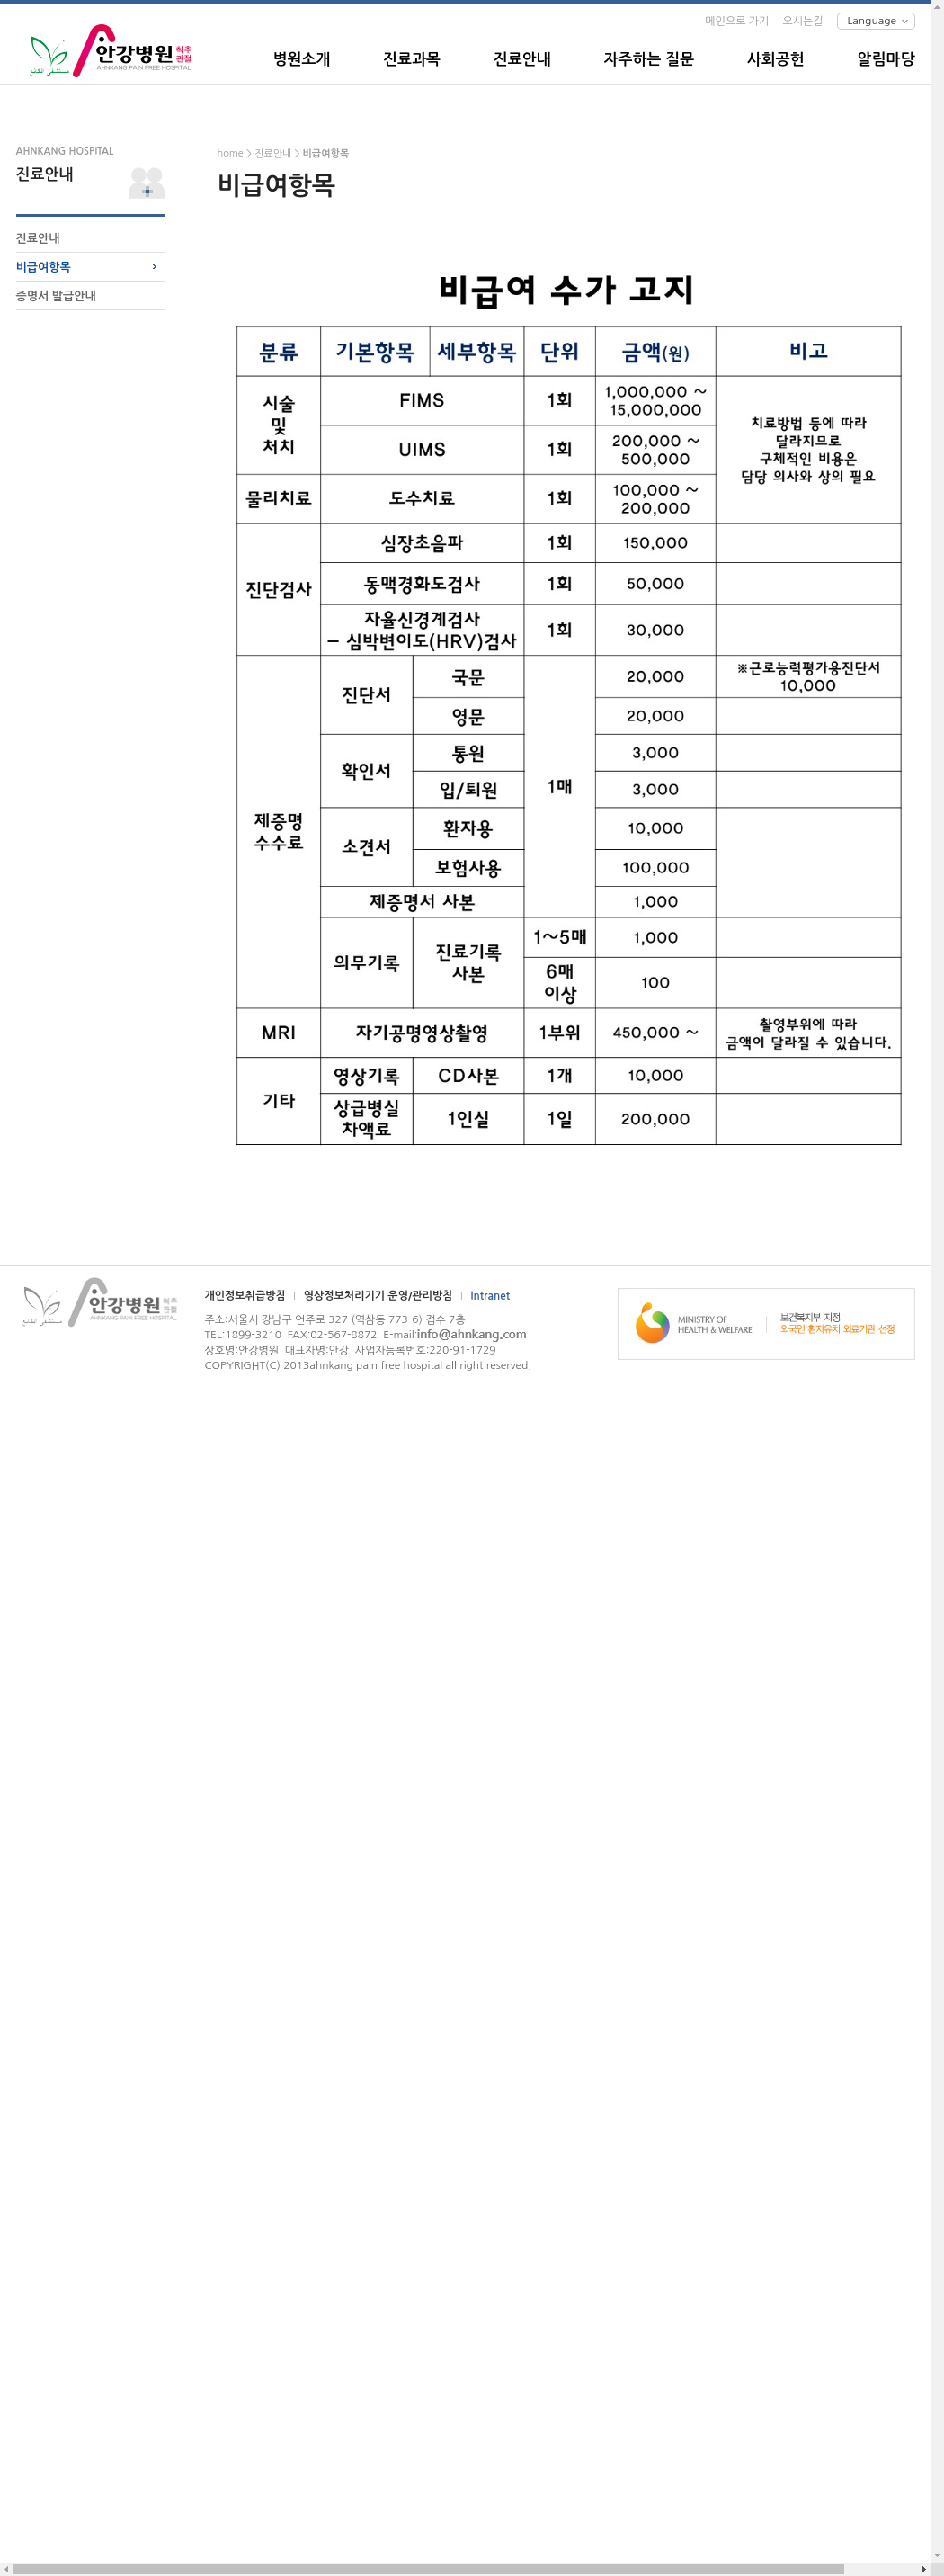 메인으로 가기 오시는길 Language
안강병원 척추 관절
AHNKANG PAIN FREE HOSPITAL
병원소개 진료과목 진료안내 자주하는 질문 사회공헌 알림마당
AHNKANG HOSPITAL
진료안내
진료안내
비급여항목
증명서 발급안내
home > 진료안내 > 비급여항목
비급여항목
비급여 수가 고지
분류 기본항목 세부항목 단위 금액(원) 비고
시술
및
처치
FIMS 1회 1,000,000 ~
15,000,000
UIMS 1회 200,000 ~
500,000
치료방법 등에 따라
달라지므로
구체적인 비용은
담당 의사와 상의 필요
물리치료 도수치료 1회 100,000 ~
200,000
진단검사 심장초음파 1회 150,000
동맥경화도검사 1회 50,000
자율신경계검사
- 심박변이도(HRV)검사 1회 30,000
제증명
수수료
진단서 국문 1매 20,000 ※근로능력평가용진단서
10,000
영문 20,000
확인서 통원 3,000
입/퇴원 3,000
소견서 환자용 10,000
보험사용 100,000
제증명서 사본 1,000
의무기록 진료기록
사본
1~5매 1,000
6매
이상 100
MRI 자기공명영상촬영 1부위 450,000 ~ 촬영부위에 따라
금액이 달라질 수 있습니다.
기타 영상기록 CD사본 1개 10,000
상급병실
차액료 1인실 1일 200,000
안강병원 척추 관절
AHNKANG PAIN FREE HOSPITAL
개인정보취급방침 | 영상정보처리기기 운영/관리방침 | Intranet
주소:서울시 강남구 언주로 327 (역삼동 773-6) 접수 7층
TEL:1899-3210 FAX:02-567-8872 E-mail:info@ahnkang.com
상호명:안강병원 대표자명:안강 사업자등록번호:220-91-1729
COPYRIGHT(C) 2013ahnkang pain free hospital all right reserved.
MINISTRY OF
HEALTH & WELFARE
보건복지부 지정
외국인 환자유치 의료기관 선정